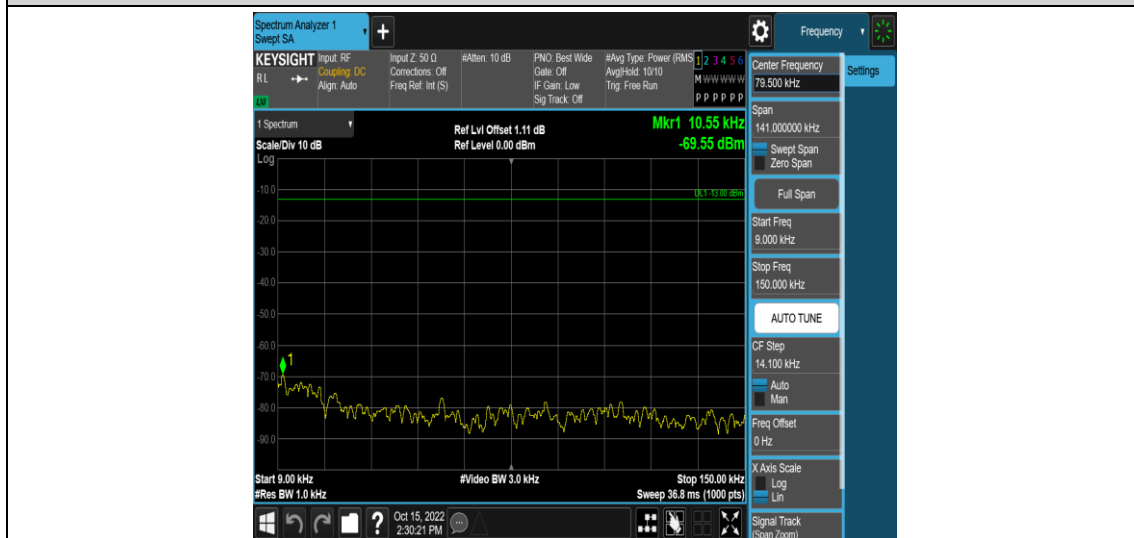 Spectrum Analyzer 1
Swept SA
Frequency
KEYSIGHT
RL
LXI
Input: RF
Coupling: DC
Align: Auto
Input Z: 50 Ω
Corrections: Off
Freq Ref: Int (S)
#Atten: 10 dB
PNO: Best Wide
Gate: Off
IF Gain: Low
Sig Track: Off
#Avg Type: Power (RMS
Avg|Hold: 10/10
Trig: Free Run
1 2 3 4 5 6
M W W W W W
P P P P P P
1 Spectrum
Scale/Div 10 dB
Log
Ref Lvl Offset 1.11 dB
Ref Level 0.00 dBm
Mkr1 10.55 kHz
-69.55 dBm
DL1 -13.00 dBm
-10.0
-20.0
-30.0
-40.0
-50.0
-60.0
1
-70.0
-80.0
-90.0
Start 9.00 kHz
#Video BW 3.0 kHz
Stop 150.00 kHz
#Res BW 1.0 kHz
Sweep 36.8 ms (1000 pts)
Center Frequency
79.500 kHz
Settings
Span
141.000000 kHz
Swept Span
Zero Span
Full Span
Start Freq
9.000 kHz
Stop Freq
150.000 kHz
AUTO TUNE
CF Step
14.100 kHz
Auto
Man
Freq Offset
0 Hz
X Axis Scale
Log
Lin
Signal Track
(Span Zoom)
?
Oct 15, 2022
2:30:21 PM